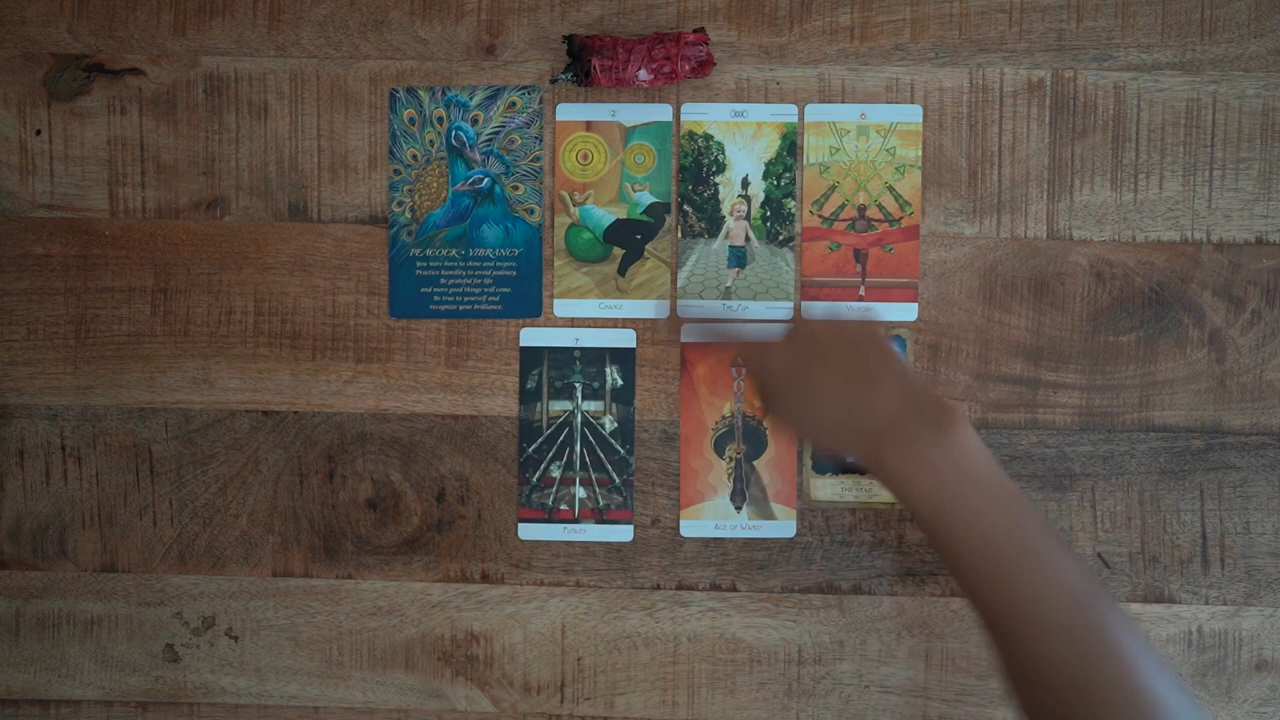 PEACOCK • VIBRANCY
You were born to shine and inspire.
Practice humility to avoid jealousy.
Be grateful for life
and more good things will come.
Be true to yourself and
recognize your brilliance.
2
CHANGE
XIX
THE SUN
6
VICTORY
7
FUTILITY
ACE OF WANDS
THE STAR